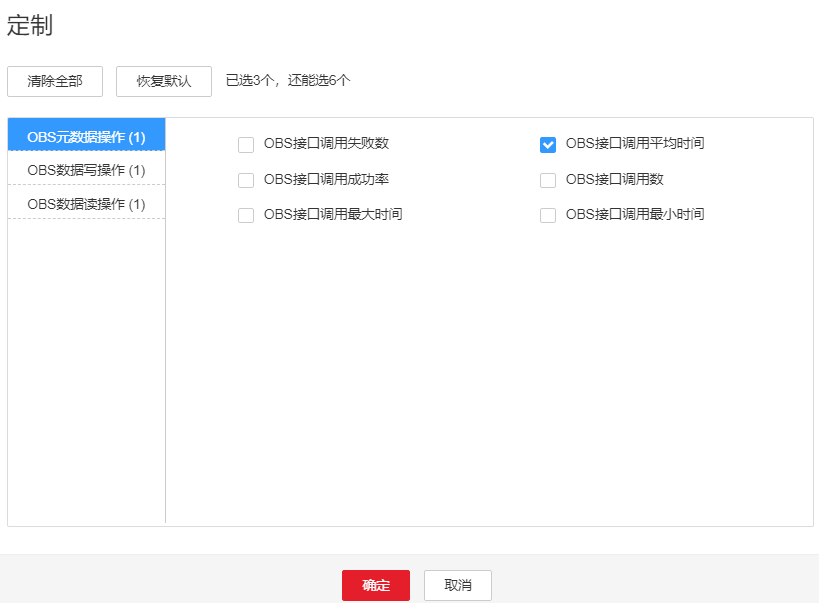 定制
清除全部 恢复默认 已选3个，还能选6个
OBS元数据操作 (1)
OBS数据写操作 (1)
OBS数据读操作 (1)
OBS接口调用失败数 OBS接口调用平均时间
OBS接口调用成功率 OBS接口调用数
OBS接口调用最大时间 OBS接口调用最小时间
确定 取消